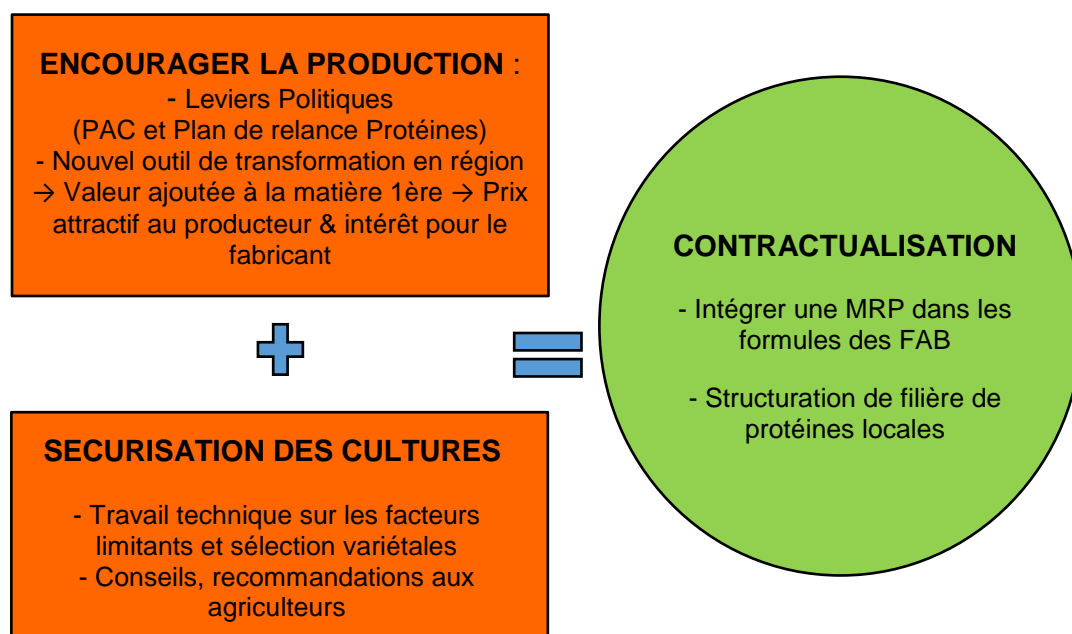 ENCOURAGER LA PRODUCTION :
- Leviers Politiques
(PAC et Plan de relance Protéines)
- Nouvel outil de transformation en région
→ Valeur ajoutée à la matière 1ère → Prix
attractif au producteur & intérêt pour le
fabricant
SECURISATION DES CULTURES
- Travail technique sur les facteurs
limitants et sélection variétales
- Conseils, recommandations aux
agriculteurs
CONTRACTUALISATION
- Intégrer une MRP dans les
formules des FAB
- Structuration de filière de
protéines locales